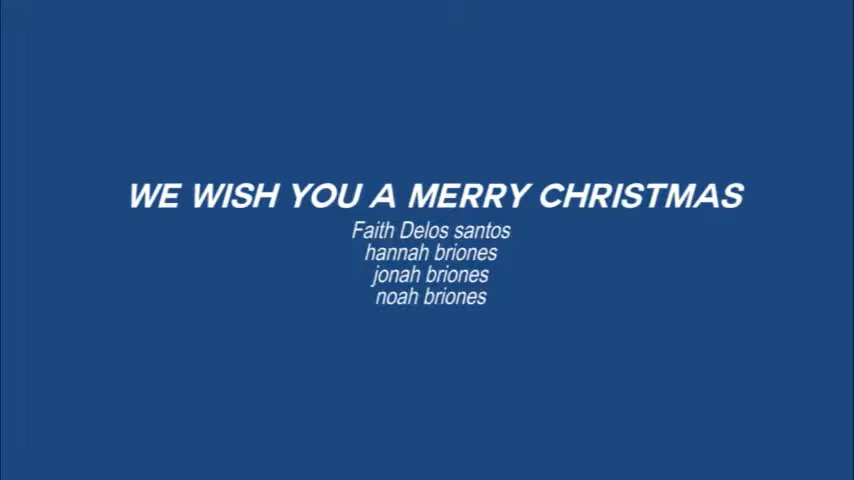 WE WISH YOU A MERRY CHRISTMAS
Faith Delos santos
hannah briones
jonah briones
noah briones